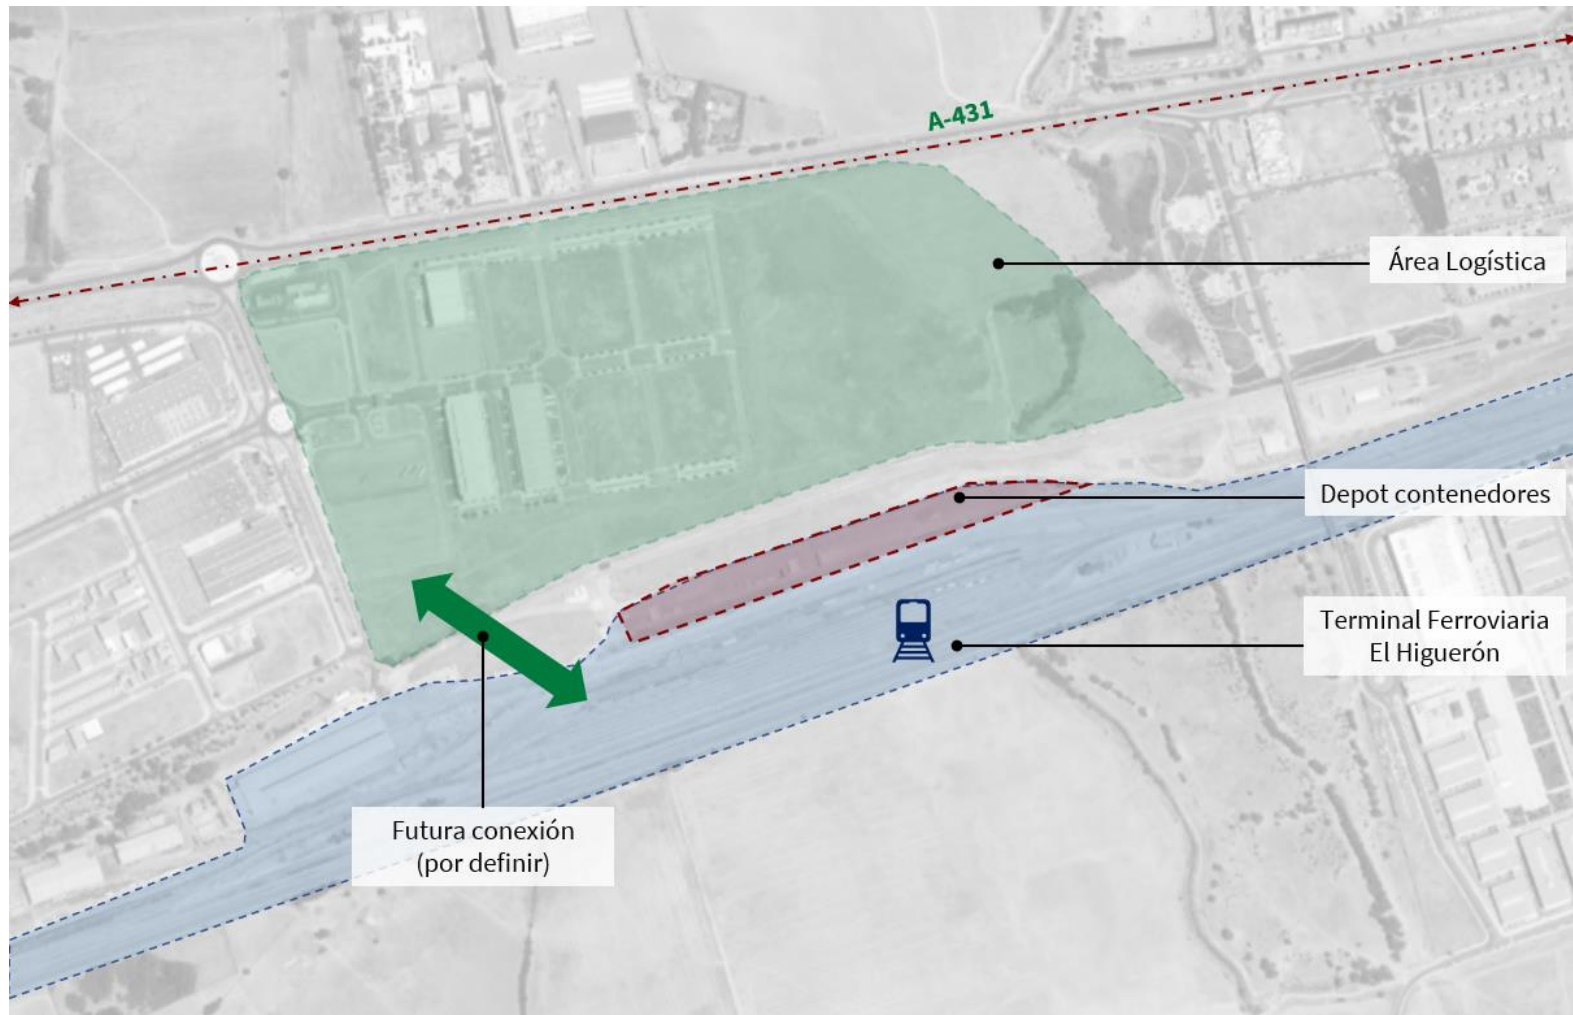 A-431
Área Logística
Depot contenedores
Terminal Ferroviaria
El Higuerón
Futura conexión
(por definir)